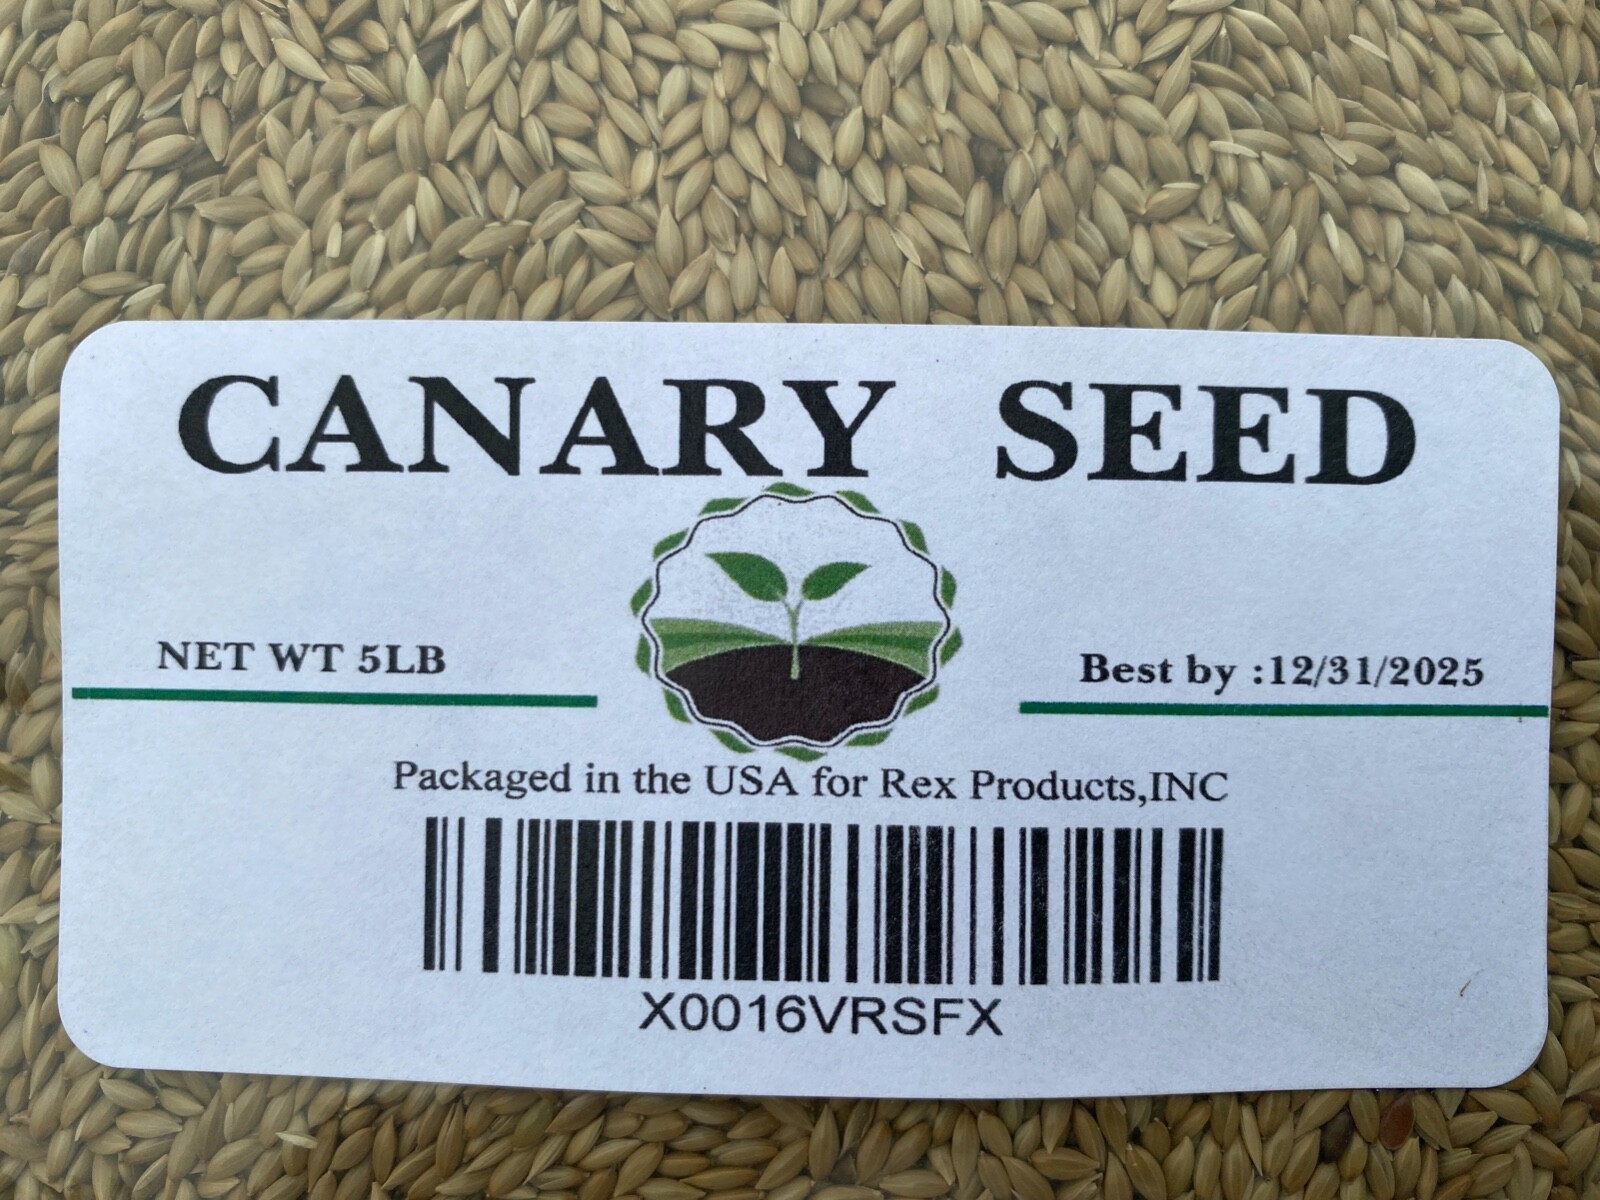 CANARY SEED
NET WT 5LB
Best by :12/31/2025
Packaged in the USA for Rex Products,INC
X0016VRSFX